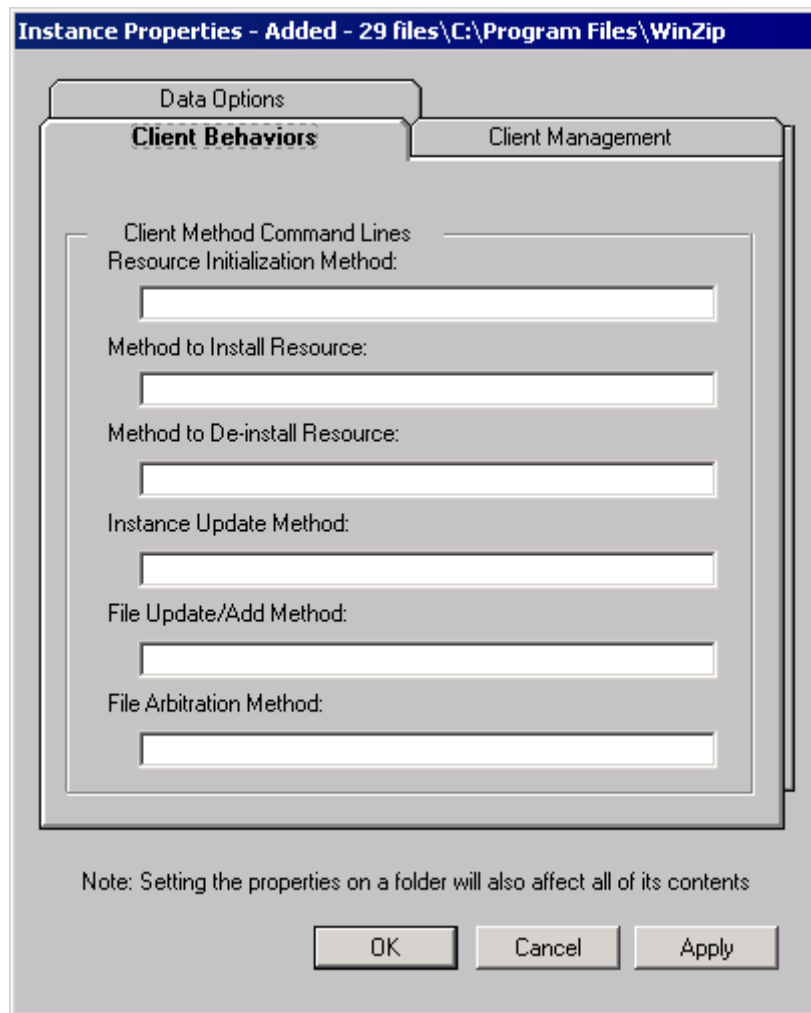 Instance Properties - Added - 29 files\C:\Program Files\WinZip
Data Options
Client Behaviors
Client Management
Client Method Command Lines
Resource Initialization Method:
Method to Install Resource:
Method to De-install Resource:
Instance Update Method:
File Update/Add Method:
File Arbitration Method:
Note: Setting the properties on a folder will also affect all of its contents
OK
Cancel
Apply